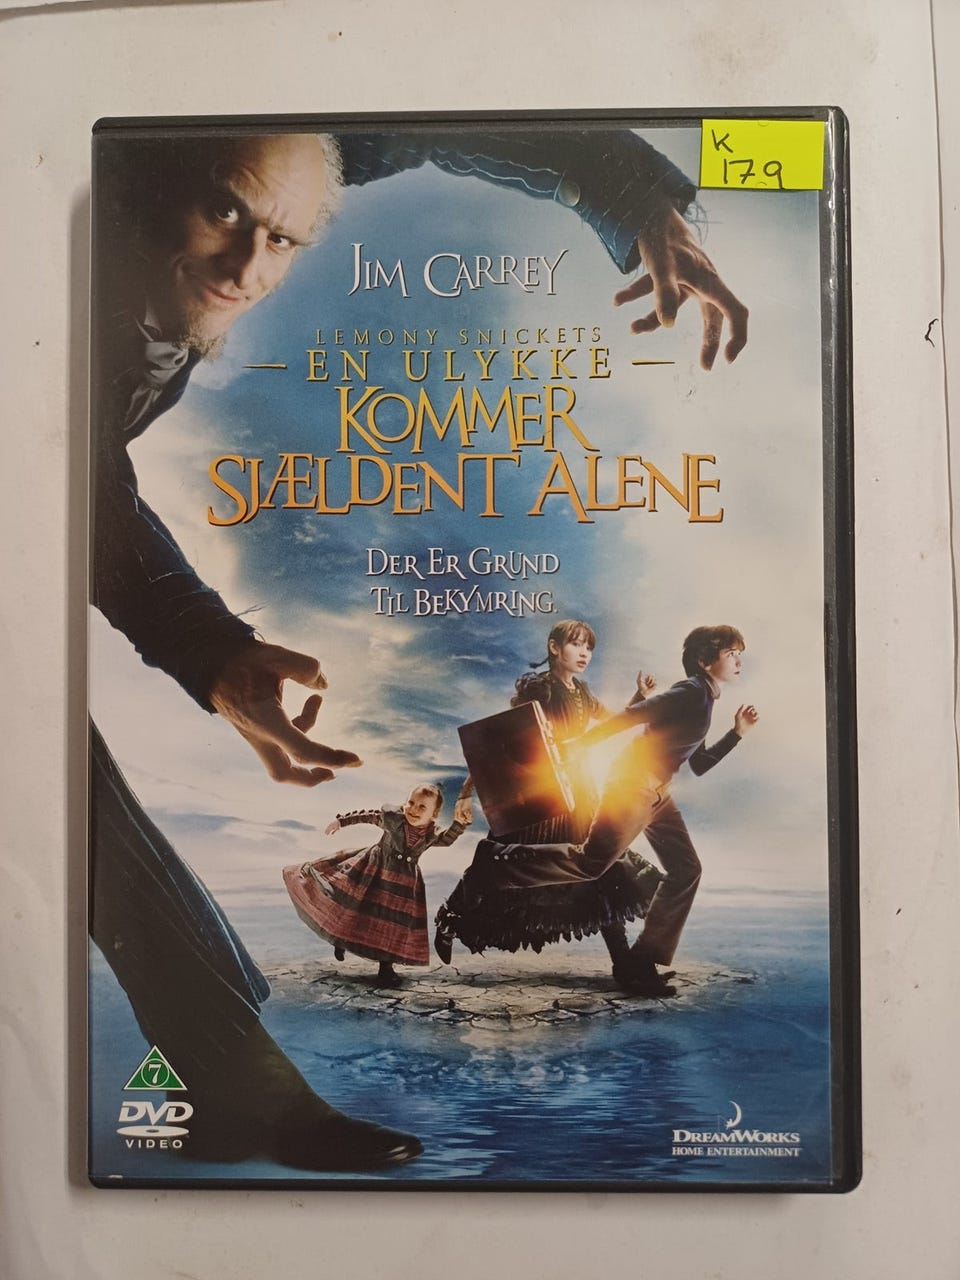 K
179
JIM CARREY
LEMONY SNICKETS
EN ULYKKE
KOMMER
SJÆLDENT ALENE
DER ER GRUND
TIL BEKYMRING.
7
DVD
VIDEO
DREAMWORKS
HOME ENTERTAINMENT